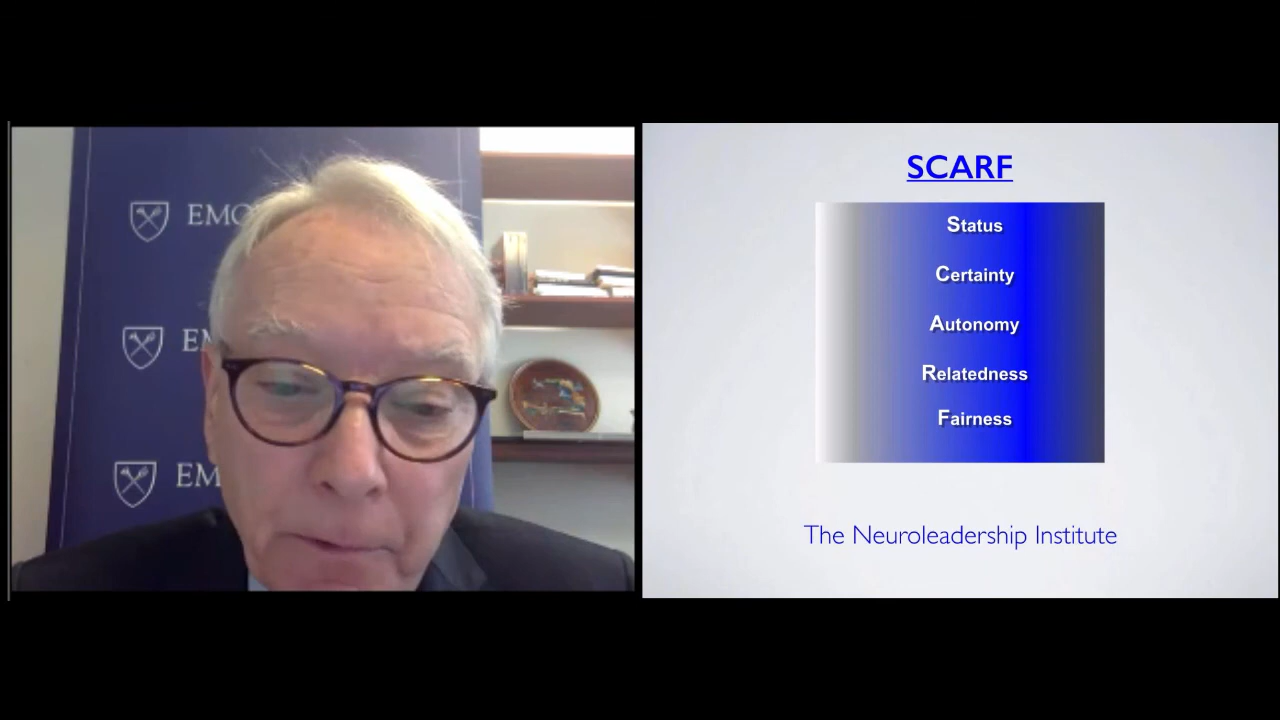 EMO
EM
EM
SCARF
Status
Certainty
Autonomy
Relatedness
Fairness
The Neuroleadership Institute